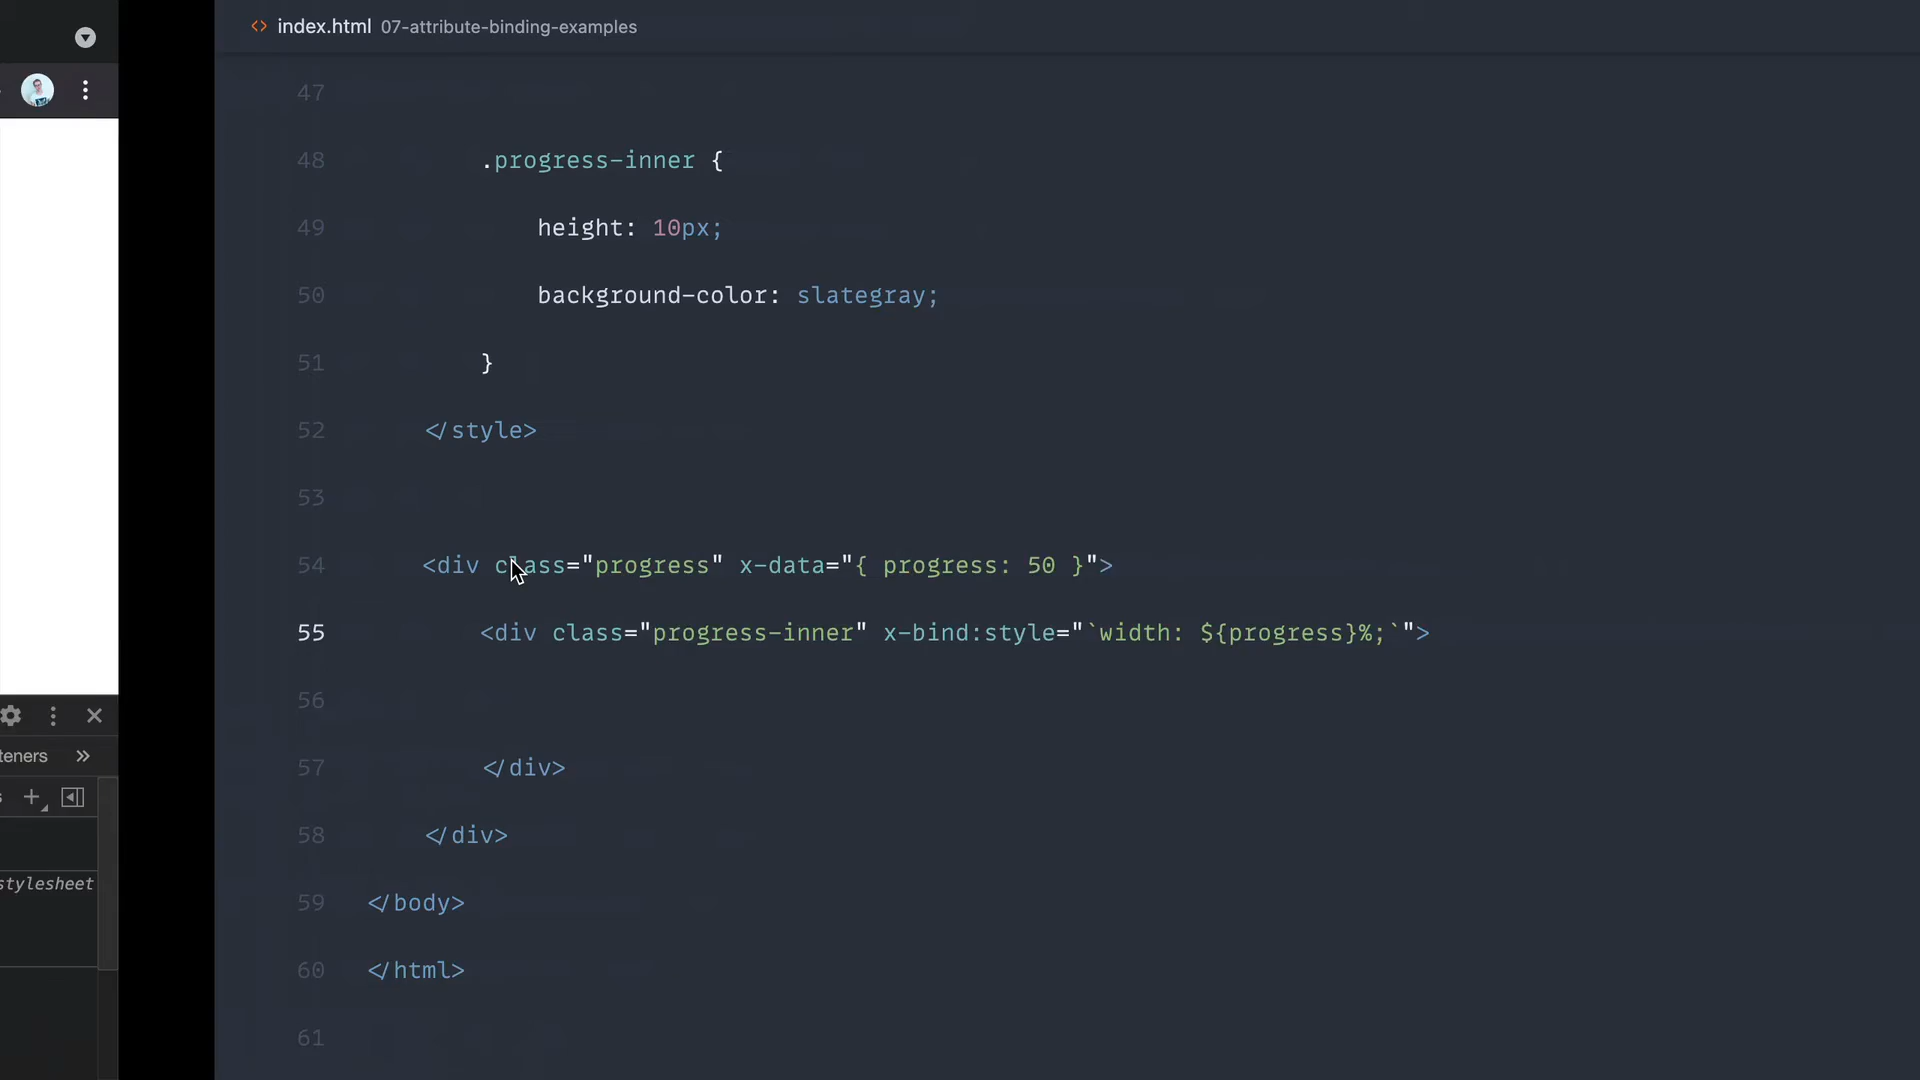 index.html 07-attribute-binding-examples
47
48 .progress-inner {
49 height: 10px;
50 background-color: slategray;
51 }
52 </style>
53
54 <div class="progress" x-data="{ progress: 50 }">
55 <div class="progress-inner" x-bind:style="`width: ${progress}%;`">
56
57 </div>
58 </div>
59 </body>
60 </html>
61
teners
stylesheet